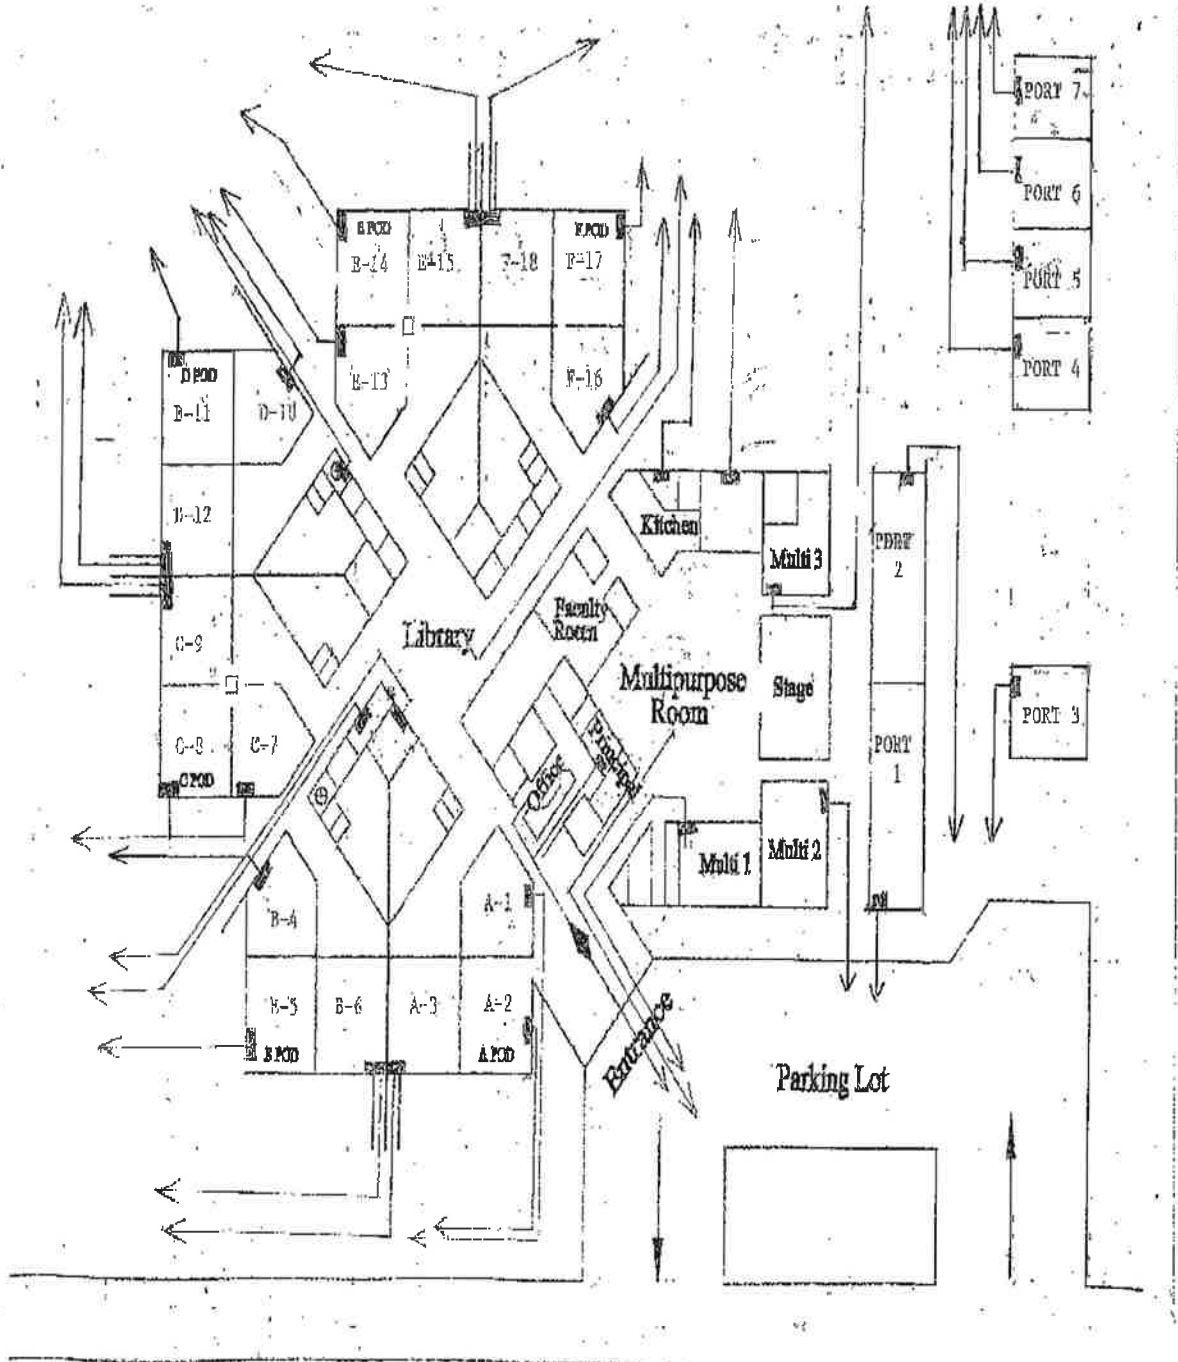 PORT 7
PORT 6
PORT 5
PORT 4
E POD
F POD
E-14
E-15
F-18
F-17
E-13
F-16
D POD
D-10
D-12
Kitchen
Multi 3
PORT
2
Faculty
Room
Library
C-9
Multipurpose
Room
Stage
PORT 3
C-8
C-7
C POD
Principal
Office
PORT
1
Multi 1
Multi 2
A-1
B-4
B-6
A-3
A-2
B POD
A POD
Entrance
Parking Lot